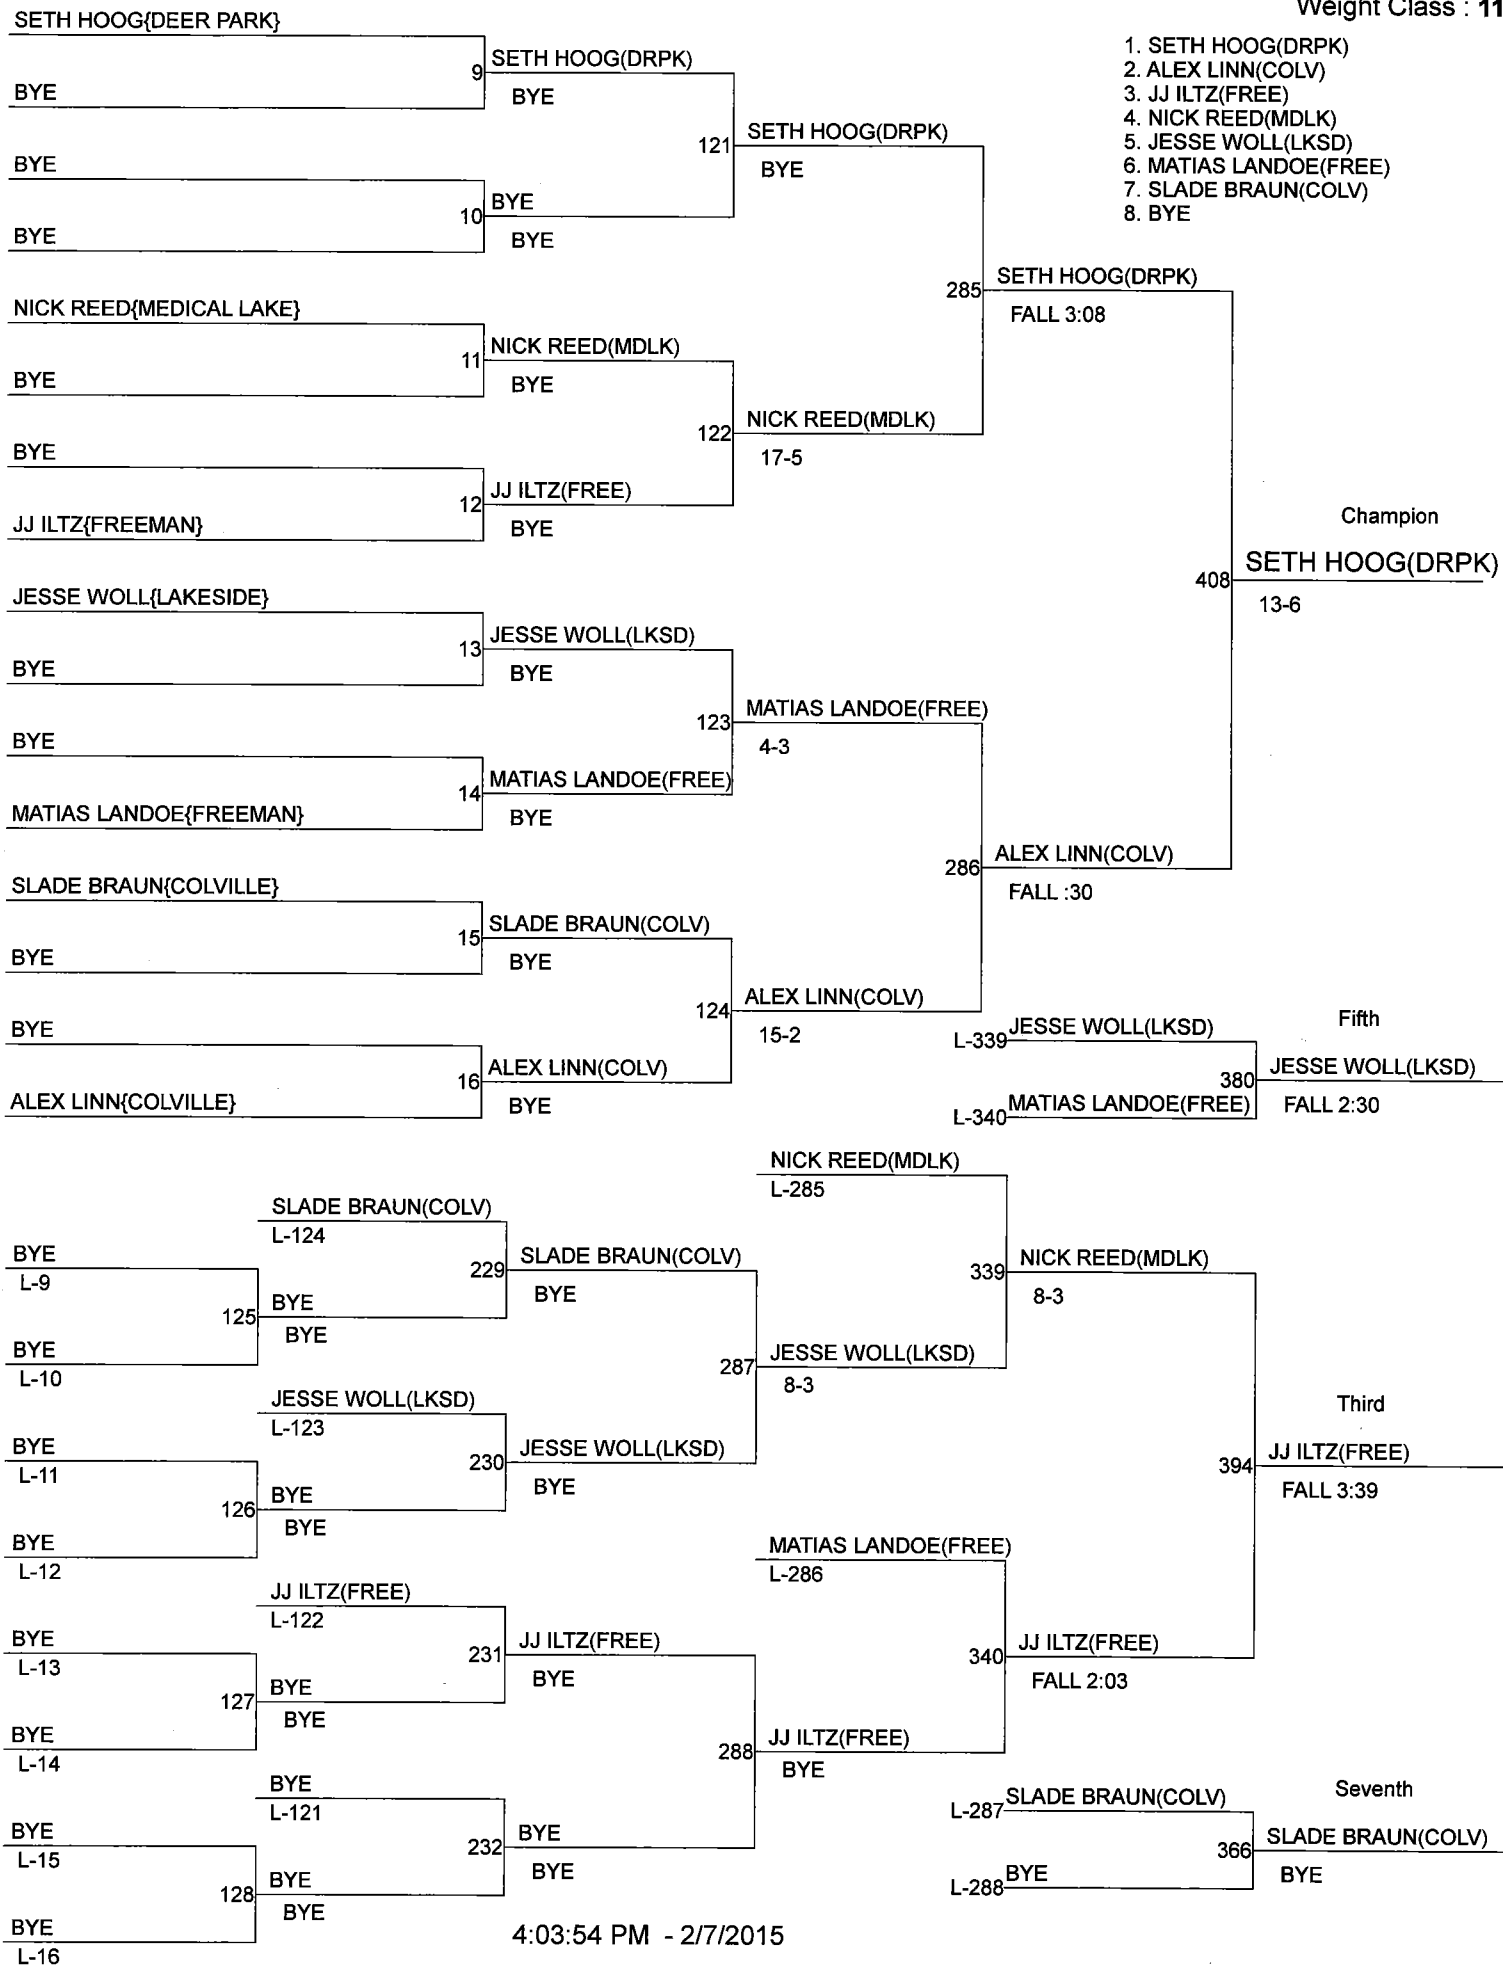 Weight Class : 11
1. SETH HOOG(DRPK)
2. ALEX LINN(COLV)
3. JJ ILTZ(FREE)
4. NICK REED(MDLK)
5. JESSE WOLL(LKSD)
6. MATIAS LANDOE(FREE)
7. SLADE BRAUN(COLV)
8. BYE
SETH HOOG{DEER PARK}
9
SETH HOOG(DRPK)
BYE
BYE
121
SETH HOOG(DRPK)
BYE
BYE
10
BYE
BYE
BYE
285
SETH HOOG(DRPK)
FALL 3:08
NICK REED{MEDICAL LAKE}
11
NICK REED(MDLK)
BYE
BYE
122
NICK REED(MDLK)
17-5
BYE
12
JJ ILTZ(FREE)
BYE
JJ ILTZ{FREEMAN}
Champion
408
SETH HOOG(DRPK)
13-6
JESSE WOLL{LAKESIDE}
13
JESSE WOLL(LKSD)
BYE
BYE
123
MATIAS LANDOE(FREE)
4-3
BYE
14
MATIAS LANDOE(FREE)
BYE
MATIAS LANDOE{FREEMAN}
286
ALEX LINN(COLV)
FALL :30
SLADE BRAUN{COLVILLE}
15
SLADE BRAUN(COLV)
BYE
BYE
124
ALEX LINN(COLV)
15-2
BYE
16
ALEX LINN(COLV)
BYE
ALEX LINN{COLVILLE}
L-339
JESSE WOLL(LKSD)
Fifth
380
JESSE WOLL(LKSD)
FALL 2:30
L-340
MATIAS LANDOE(FREE)
NICK REED(MDLK)
L-285
SLADE BRAUN(COLV)
L-124
229
SLADE BRAUN(COLV)
BYE
BYE
L-9
125
BYE
BYE
BYE
L-10
339
NICK REED(MDLK)
8-3
287
JESSE WOLL(LKSD)
8-3
JESSE WOLL(LKSD)
L-123
230
JESSE WOLL(LKSD)
BYE
BYE
L-11
126
BYE
BYE
BYE
L-12
Third
394
JJ ILTZ(FREE)
FALL 3:39
MATIAS LANDOE(FREE)
L-286
JJ ILTZ(FREE)
L-122
231
JJ ILTZ(FREE)
BYE
BYE
L-13
127
BYE
BYE
BYE
L-14
340
JJ ILTZ(FREE)
FALL 2:03
288
JJ ILTZ(FREE)
BYE
BYE
L-121
232
BYE
BYE
BYE
L-15
128
BYE
BYE
BYE
L-16
L-287
SLADE BRAUN(COLV)
Seventh
366
SLADE BRAUN(COLV)
BYE
L-288
BYE
4:03:54 PM - 2/7/2015